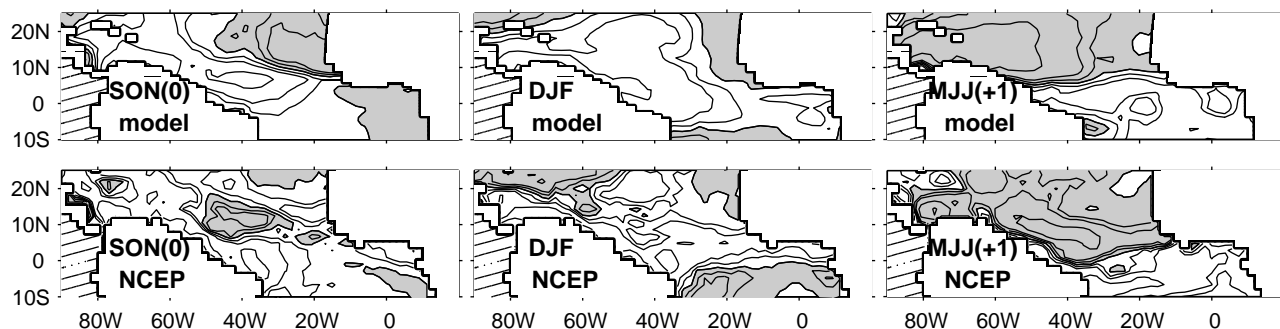 20N
10N
0
10S
SON(0)
model
DJF
model
MJJ(+1)
model
20N
10N
0
10S
SON(0)
NCEP
DJF
NCEP
MJJ(+1)
NCEP
80W 60W 40W 20W 0 80W 60W 40W 20W 0 80W 60W 40W 20W 0